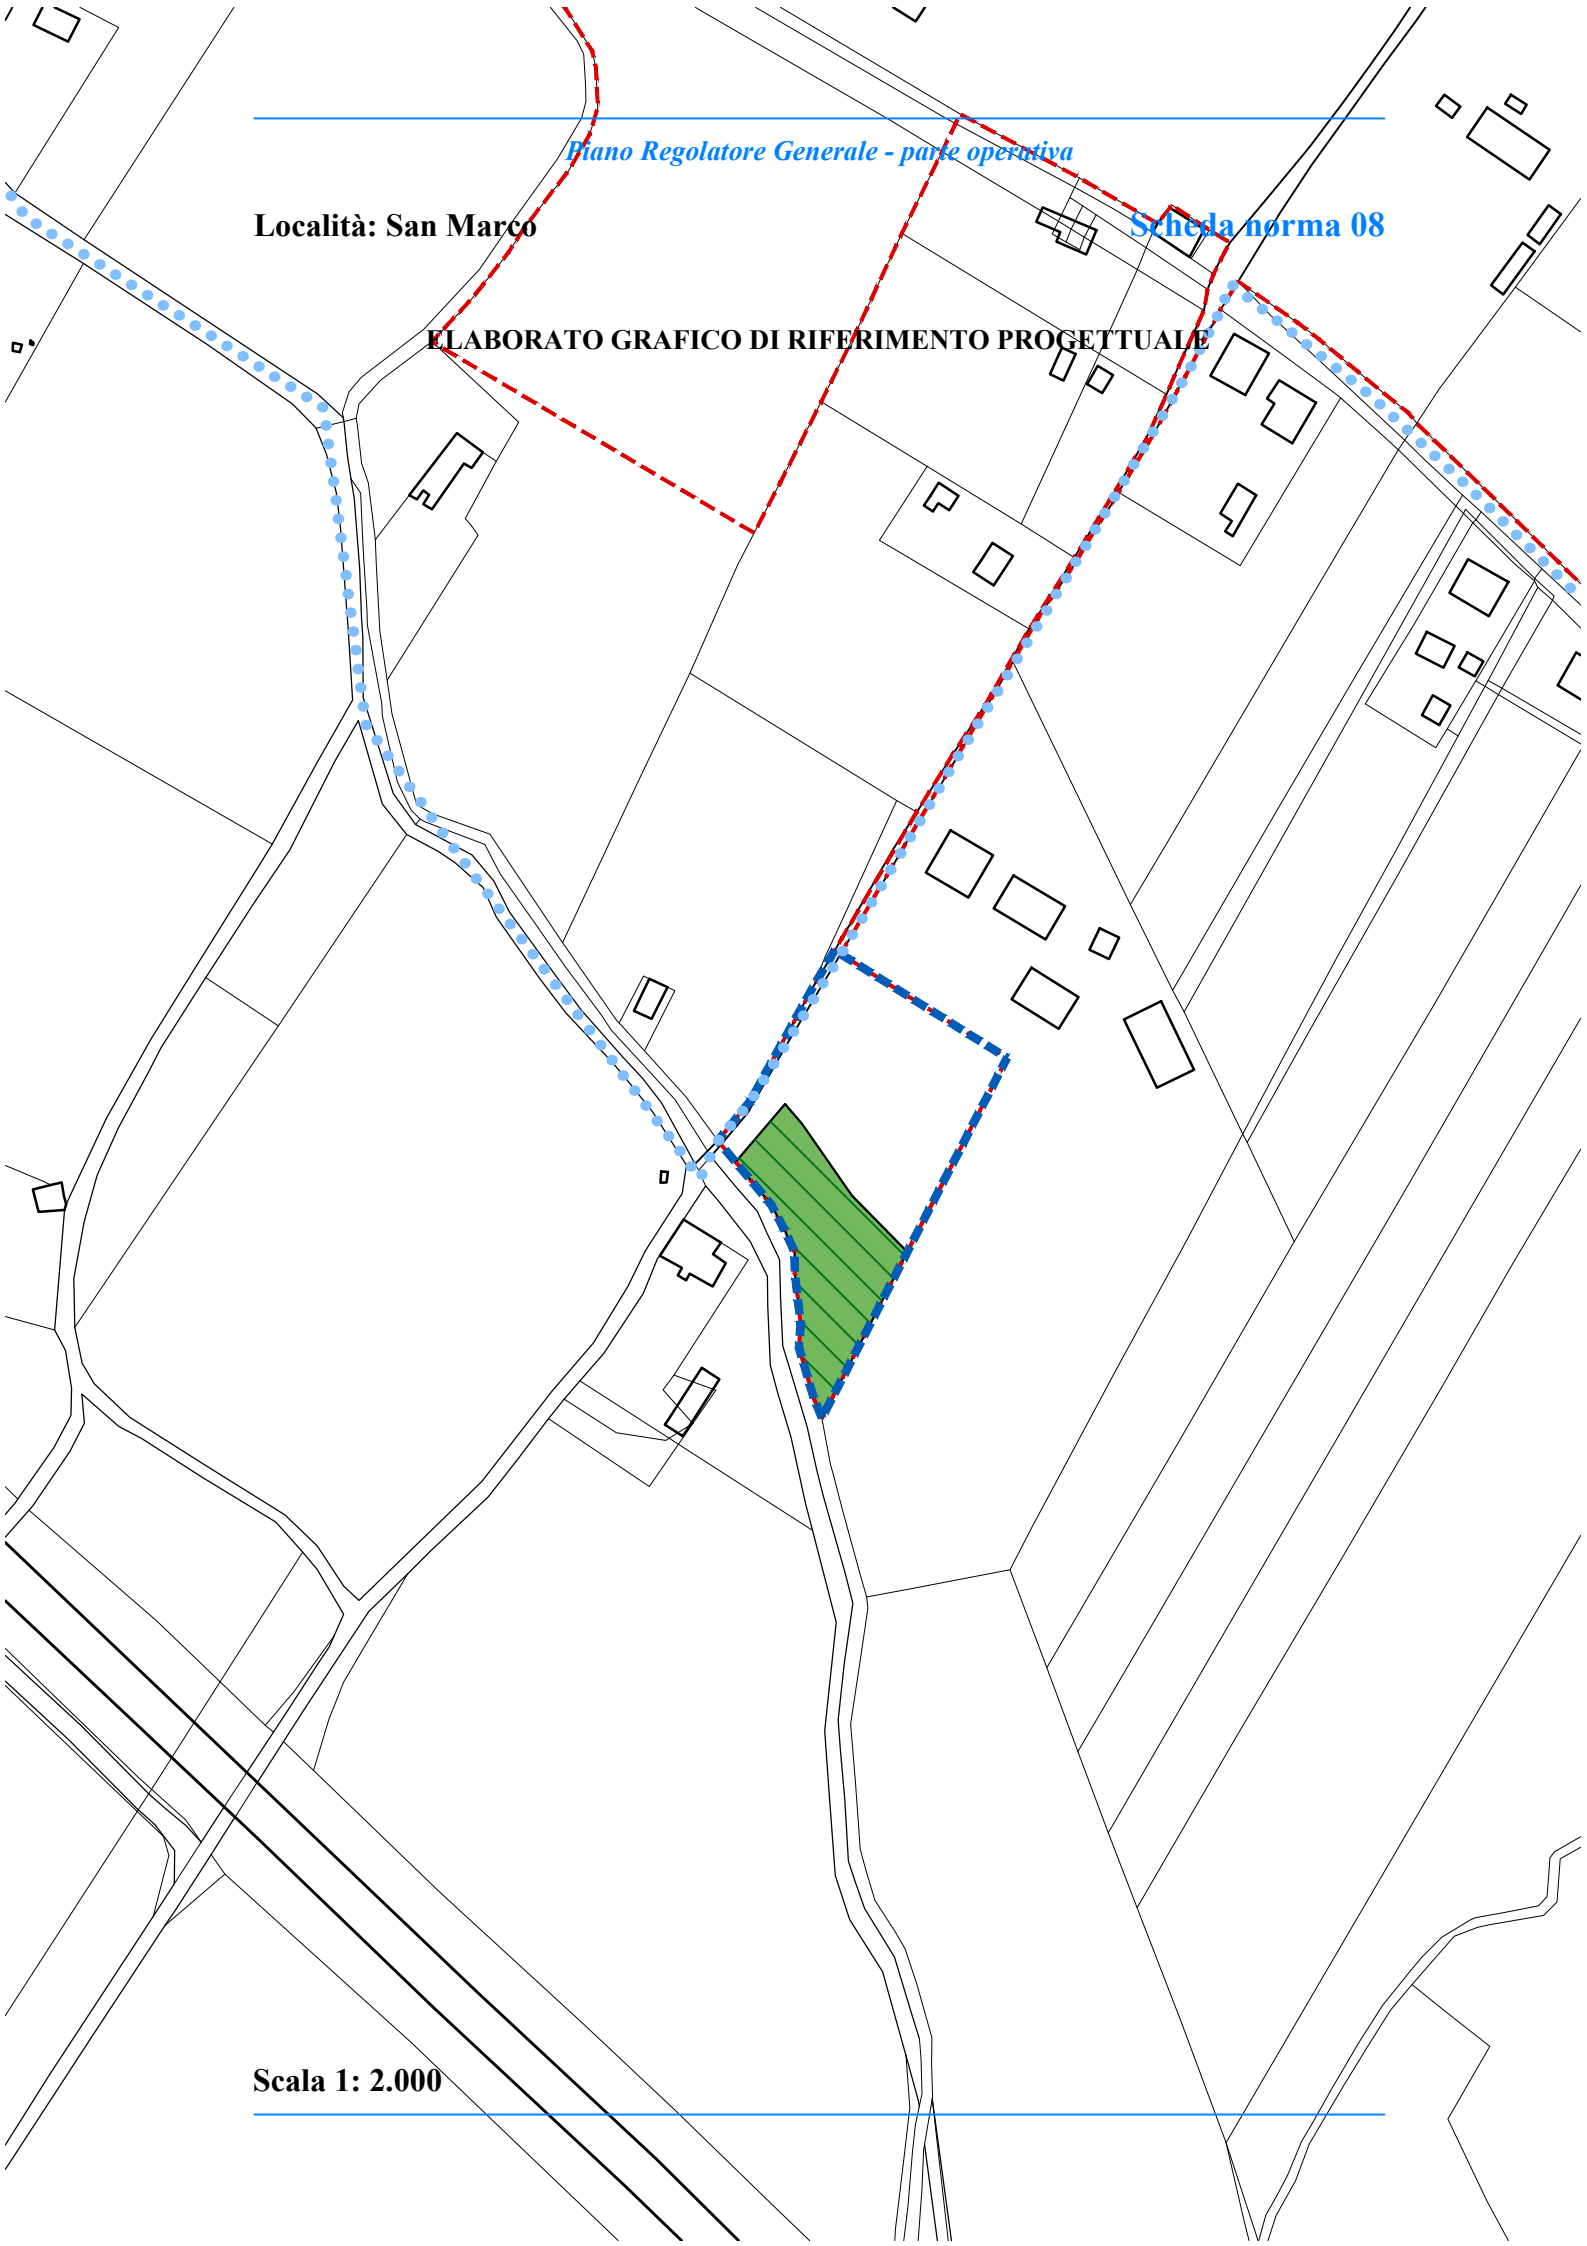 Piano Regolatore Generale - parte operativa
Località: San Marco
Scheda norma 08
ELABORATO GRAFICO DI RIFERIMENTO PROGETTUALE
Scala 1: 2.000